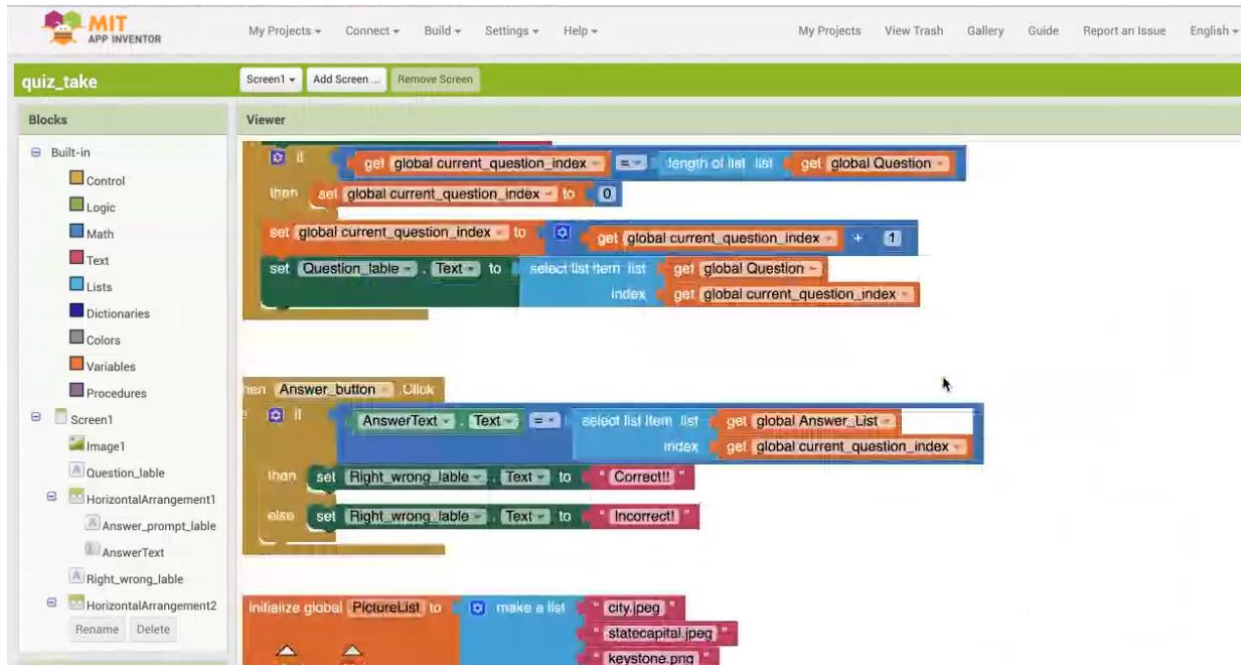 MIT
APP INVENTOR
My Projects Connect Build Settings Help My Projects View Trash Gallery Guide Report an Issue English
quiz_take Screen1 Add Screen ... Remove Screen
Blocks
Viewer
Built-in
Control
Logic
Math
Text
Lists
Dictionaries
Colors
Variables
Procedures
Screen1
Image1
Question_lable
HorizontalArrangement1
Answer_prompt_lable
AnswerText
Right_wrong_lable
HorizontalArrangement2
Rename Delete
if get global current_question_index = length of list list get global Question
then set global current_question_index to 0
set global current_question_index to get global current_question_index + 1
set Question_lable . Text to select list item list get global Question
index get global current_question_index
Answer_button .Click
if AnswerText . Text = select list item list get global Answer_List
index get global current_question_index
then set Right_wrong_lable . Text to " Correct!! "
else set Right_wrong_lable . Text to " Incorrect! "
initialize global PictureList to make a list " city.jpeg "
" statecapital.jpeg "
" keystone.png "